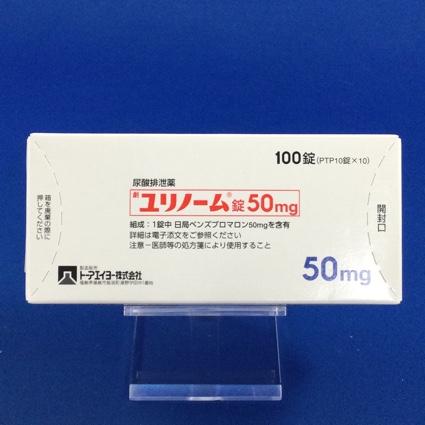 100錠(PTP10錠×10)
尿酸排泄薬
劇 ユリノーム®錠50mg
組成：1錠中 日局ベンズブロマロン50mgを含有
詳細は電子添文をご参照ください
注意－医師等の処方箋により使用すること
製造販売
トーアエイヨー株式会社
50mg
開封口
箱を廃棄の際に
押してください